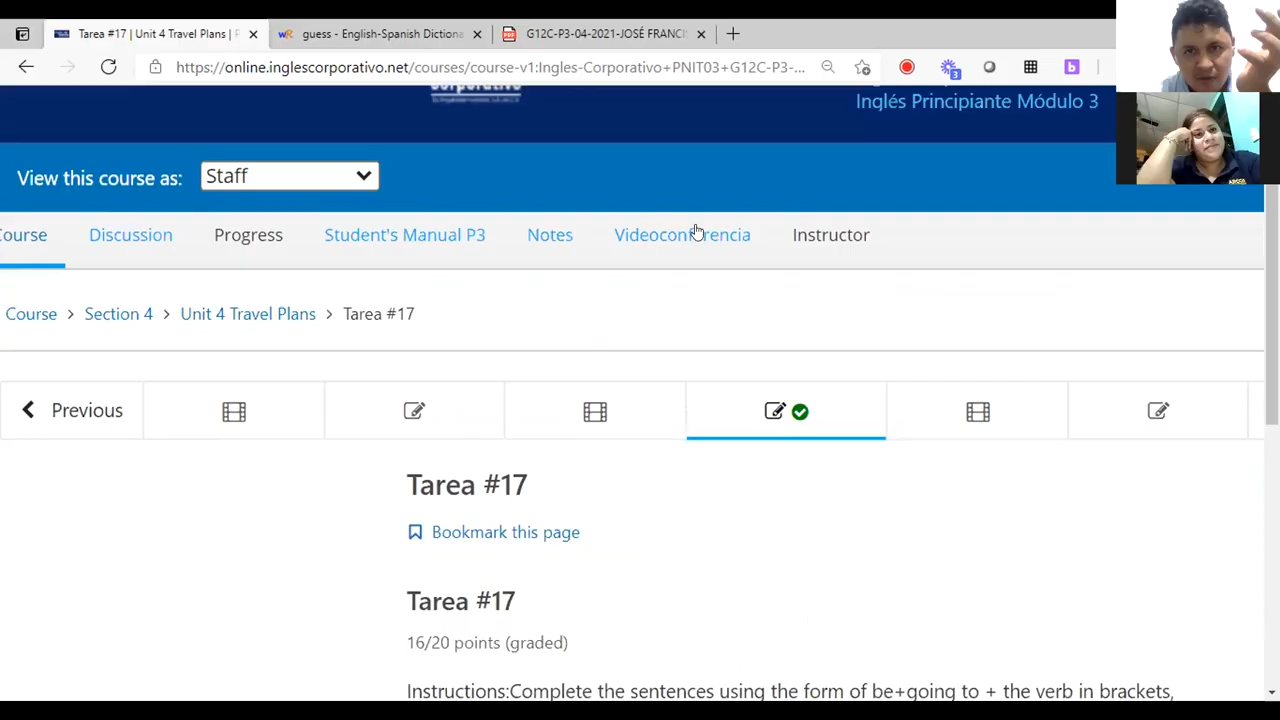 Tarea #17 | Unit 4 Travel Plans |
guess - English-Spanish Dictiona
G12C-P3-04-2021-JOSÉ FRANCI
https://online.inglescorporativo.net/courses/course-v1:Ingles-Corporativo+PNIT03+G12C-P3-...
3
Inglés Principiante Módulo 3
View this course as: Staff
Course Discussion Progress Student's Manual P3 Notes Videoconferencia Instructor
Course > Section 4 > Unit 4 Travel Plans > Tarea #17
Previous
Tarea #17
Bookmark this page
Tarea #17
16/20 points (graded)
Instructions:Complete the sentences using the form of be+going to + the verb in brackets,